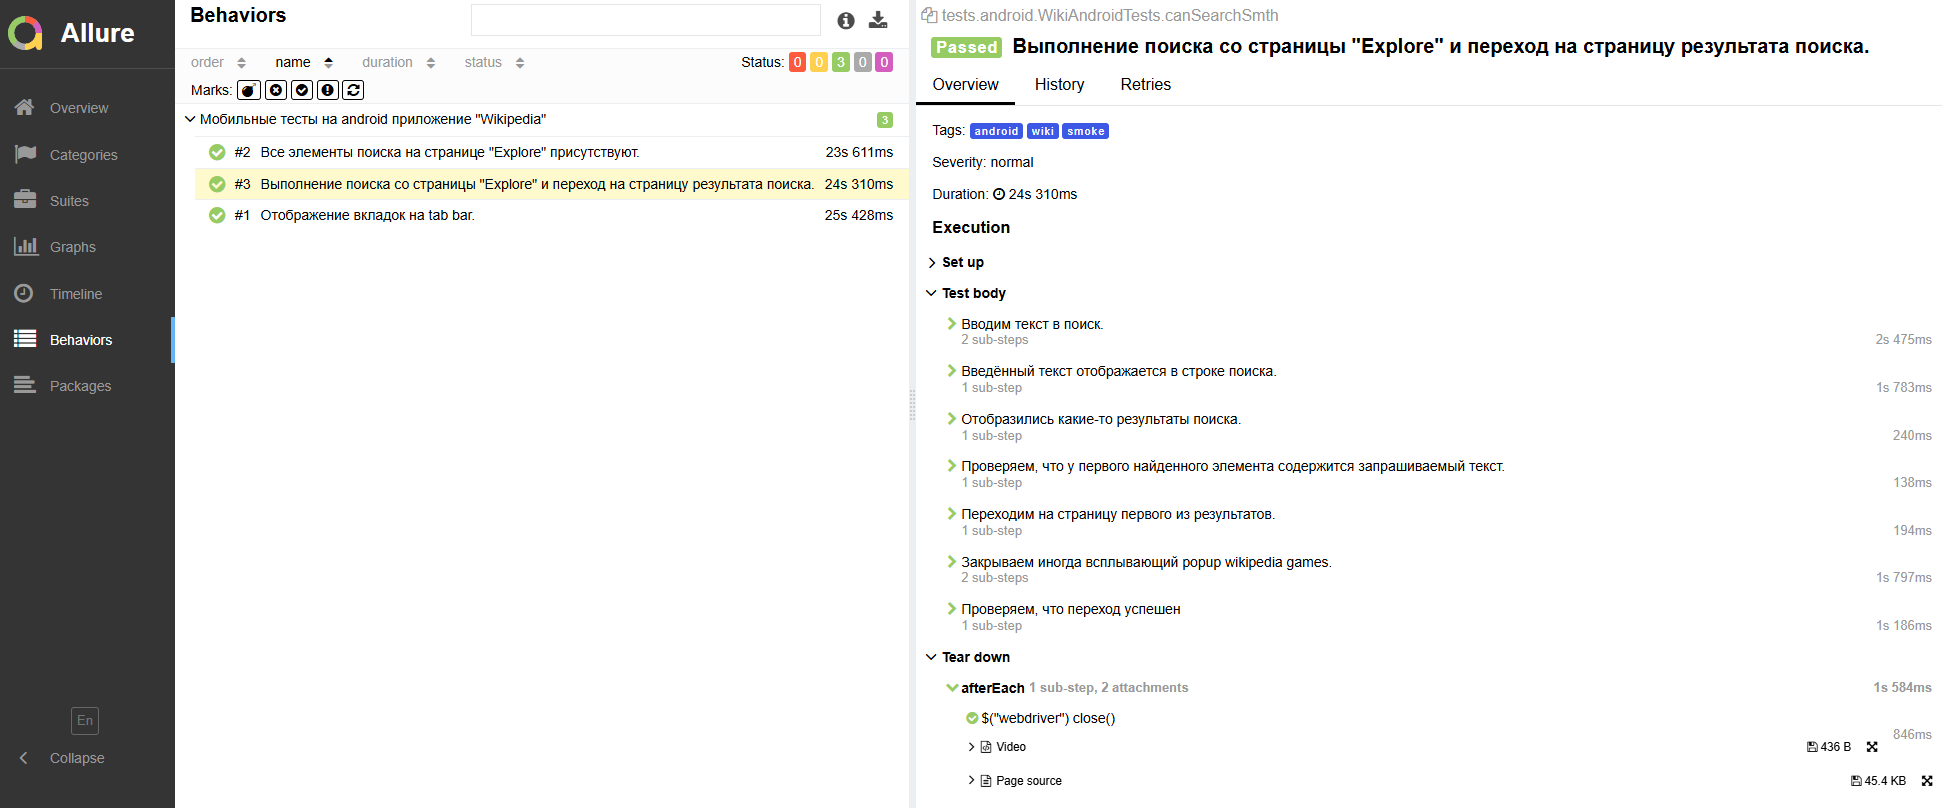 Allure
Overview
Categories
Suites
Graphs
Timeline
Behaviors
Packages
En
Collapse
Behaviors
order name duration status Status: 0 0 3 0 0
Marks:
Мобильные тесты на android приложение "Wikipedia" 3
#2 Все элементы поиска на странице "Explore" присутствуют. 23s 611ms
#3 Выполнение поиска со страницы "Explore" и переход на страницу результата поиска. 24s 310ms
#1 Отображение вкладок на tab bar. 25s 428ms
tests.android.WikiAndroidTests.canSearchSmth
Passed Выполнение поиска со страницы "Explore" и переход на страницу результата поиска.
Overview History Retries
Tags: android wiki smoke
Severity: normal
Duration: 24s 310ms
Execution
Set up
Test body
Вводим текст в поиск.
2 sub-steps 2s 475ms
Введённый текст отображается в строке поиска.
1 sub-step 1s 783ms
Отобразились какие-то результаты поиска.
1 sub-step 240ms
Проверяем, что у первого найденного элемента содержится запрашиваемый текст.
1 sub-step 138ms
Переходим на страницу первого из результатов.
1 sub-step 194ms
Закрываем иногда всплывающий popup wikipedia games.
2 sub-steps 1s 797ms
Проверяем, что переход успешен
1 sub-step 1s 186ms
Tear down
afterEach 1 sub-step, 2 attachments 1s 584ms
$("webdriver") close()
846ms
Video 436 B
Page source 45.4 KB